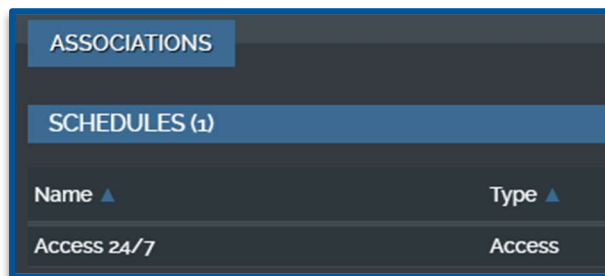 ASSOCIATIONS
SCHEDULES (1)
Name ▲ Type ▲
Access 24/7 Access